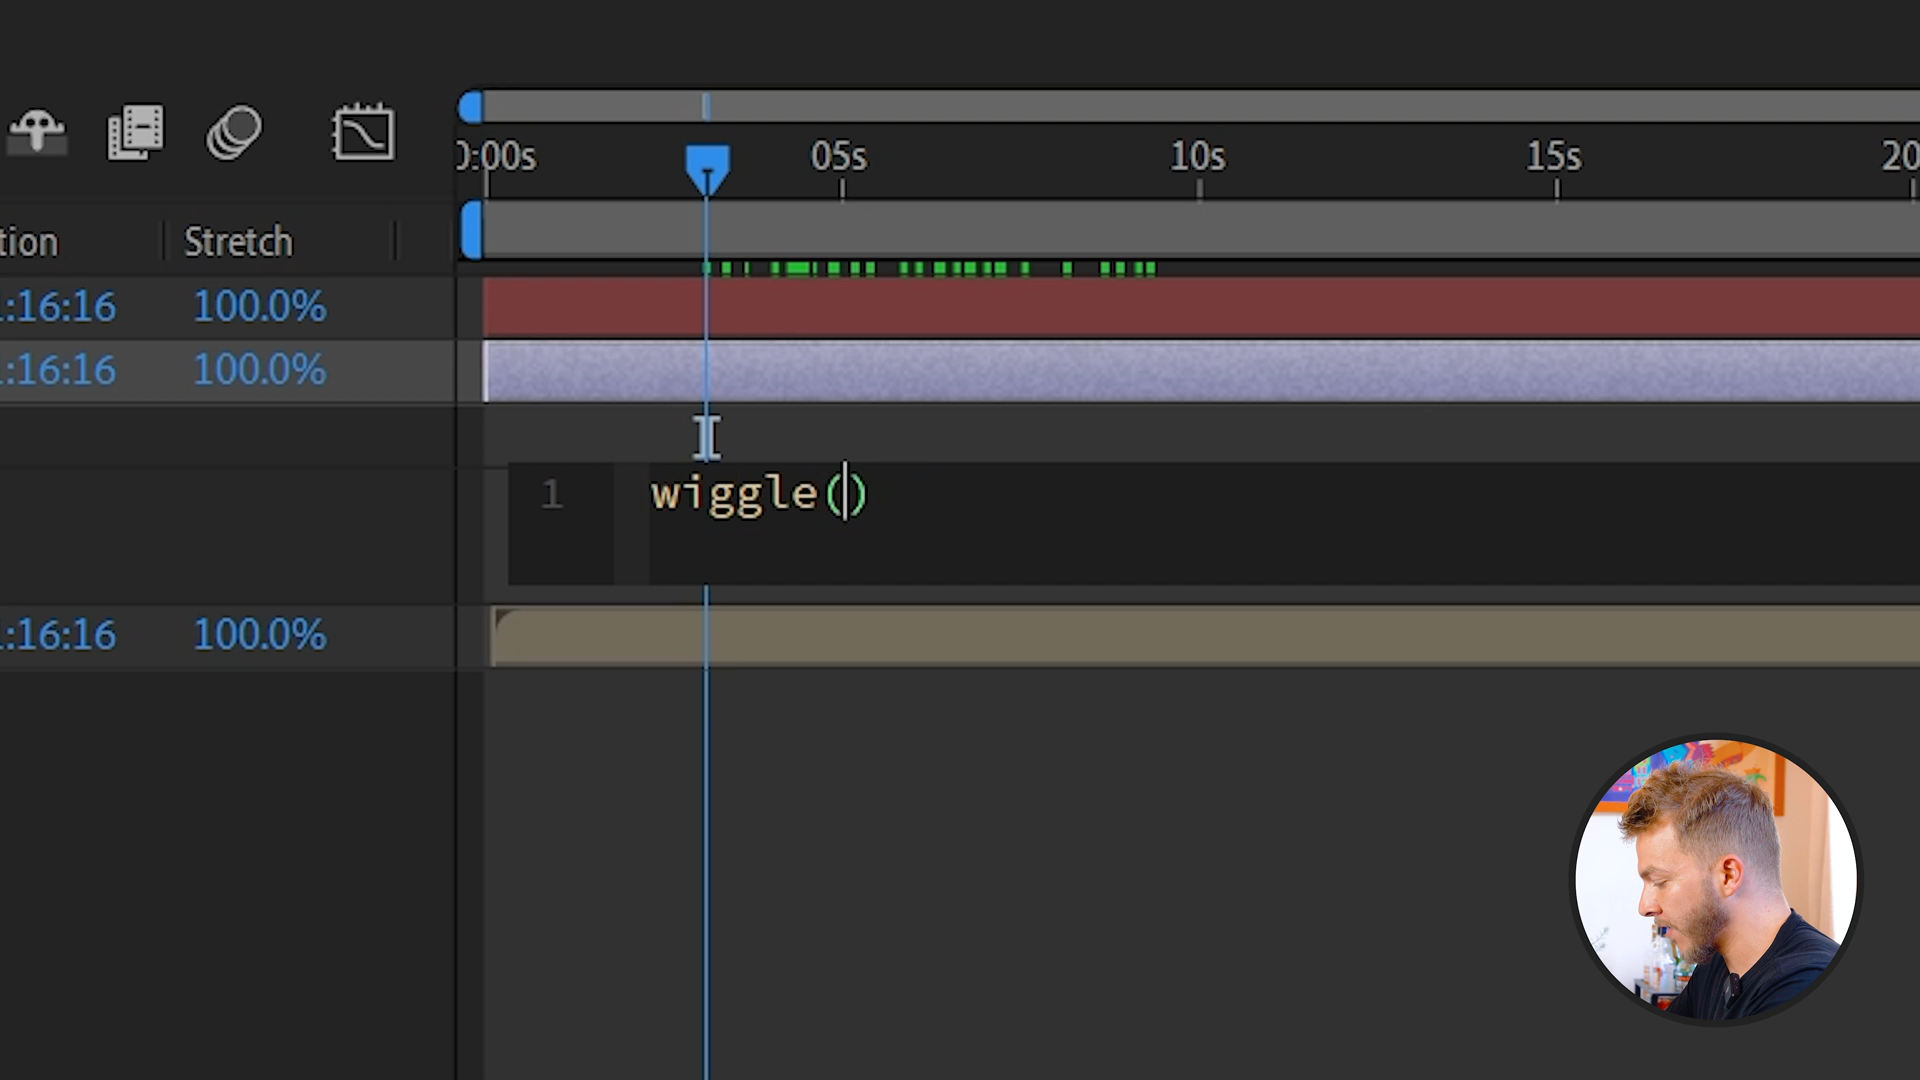 0:00s 05s 10s 15s 20
tion Stretch
:16:16 100.0%
:16:16 100.0%
1 wiggle()
:16:16 100.0%